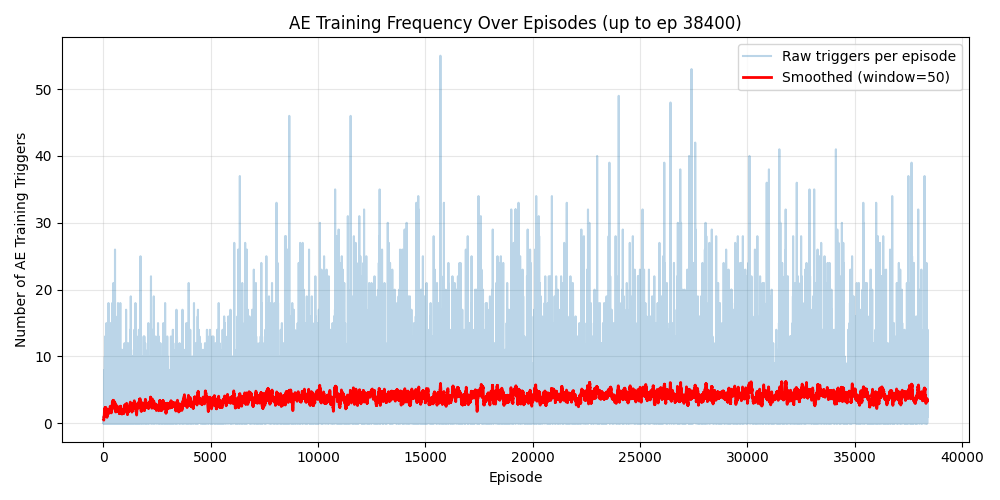 AE Training Frequency Over Episodes (up to ep 38400)
Raw triggers per episode
Smoothed (window=50)
Number of AE Training Triggers
50
40
30
20
10
0
0 5000 10000 15000 20000 25000 30000 35000 40000
Episode